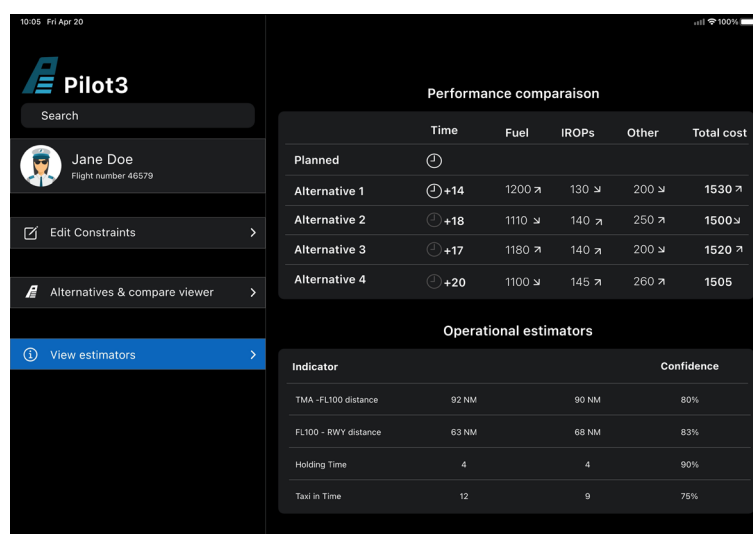 10:05 Fri Apr 20
100%
Pilot3
Search
Jane Doe
Flight number 46579
Edit Constraints
Alternatives & compare viewer
View estimators
Performance comparaison
Time Fuel IROPs Other Total cost
Planned
Alternative 1 +14 1200 130 200 1530
Alternative 2 +18 1110 140 250 1500
Alternative 3 +17 1180 140 200 1520
Alternative 4 +20 1100 145 260 1505
Operational estimators
Indicator Confidence
TMA -FL100 distance 92 NM 90 NM 80%
FL100 - RWY distance 63 NM 68 NM 83%
Holding Time 4 4 90%
Taxi in Time 12 9 75%